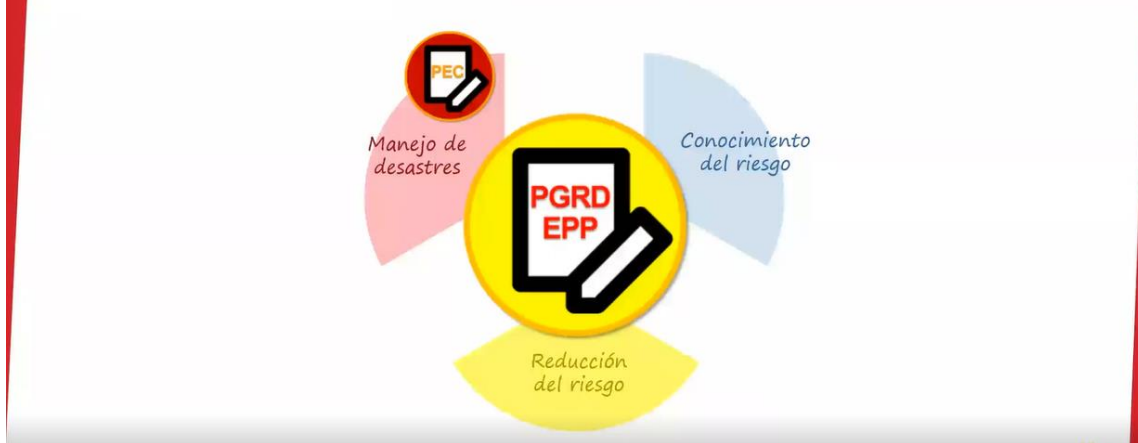 PEC
Manejo de
desastres
Conocimiento
del riesgo
PGRD
EPP
Reducción
del riesgo